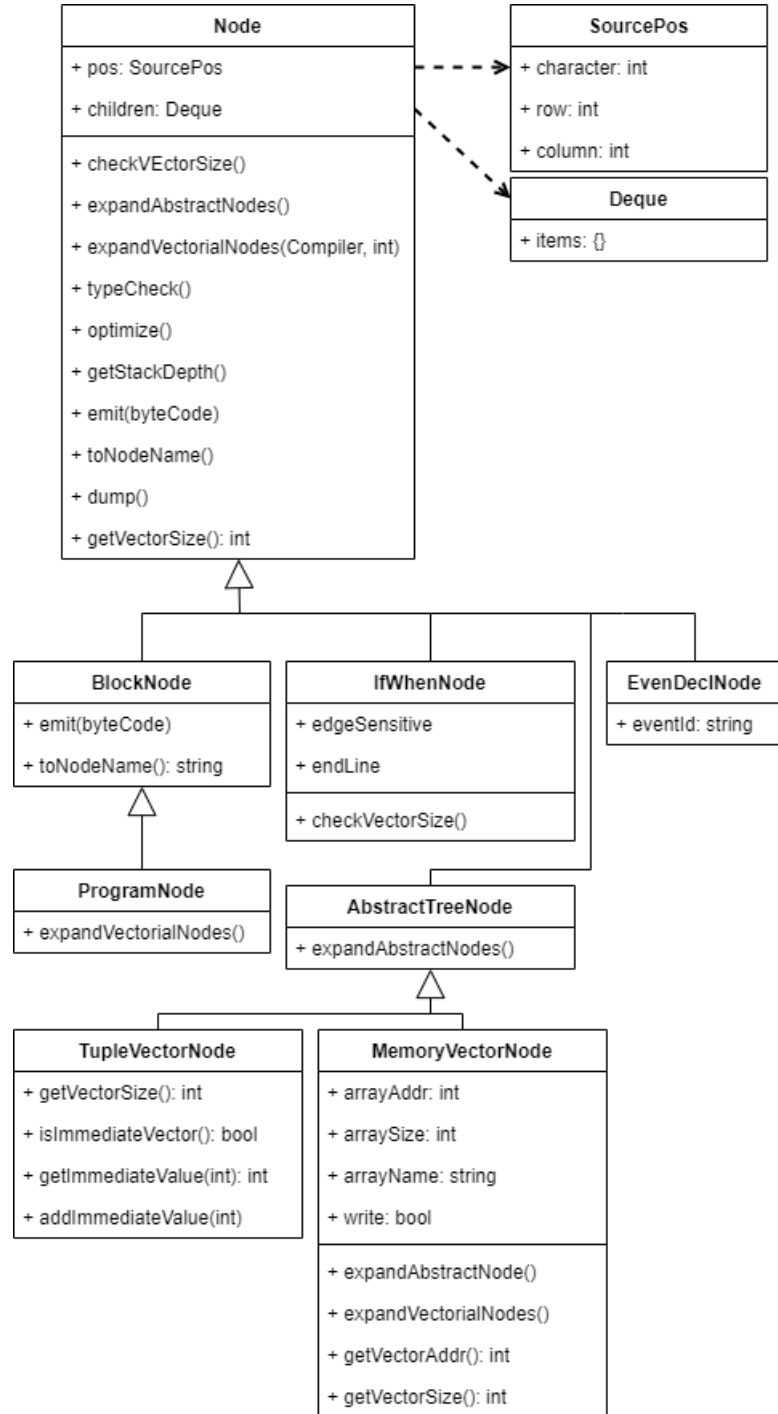 Node
+ pos: SourcePos
+ children: Deque
+ checkVEctorSize()
+ expandAbstractNodes()
+ expandVectorialNodes(Compiler, int)
+ typeCheck()
+ optimize()
+ getStackDepth()
+ emit(byteCode)
+ toNodeName()
+ dump()
+ getVectorSize(): int
SourcePos
+ character: int
+ row: int
+ column: int
Deque
+ items: {}
BlockNode
+ emit(byteCode)
+ toNodeName(): string
IfWhenNode
+ edgeSensitive
+ endLine
+ checkVectorSize()
EvenDeclNode
+ eventId: string
ProgramNode
+ expandVectorialNodes()
AbstractTreeNode
+ expandAbstractNodes()
TupleVectorNode
+ getVectorSize(): int
+ isImmediateVector(): bool
+ getImmediateValue(int): int
+ addImmediateValue(int)
MemoryVectorNode
+ arrayAddr: int
+ arraySize: int
+ arrayName: string
+ write: bool
+ expandAbstractNode()
+ expandVectorialNodes()
+ getVectorAddr(): int
+ getVectorSize(): int